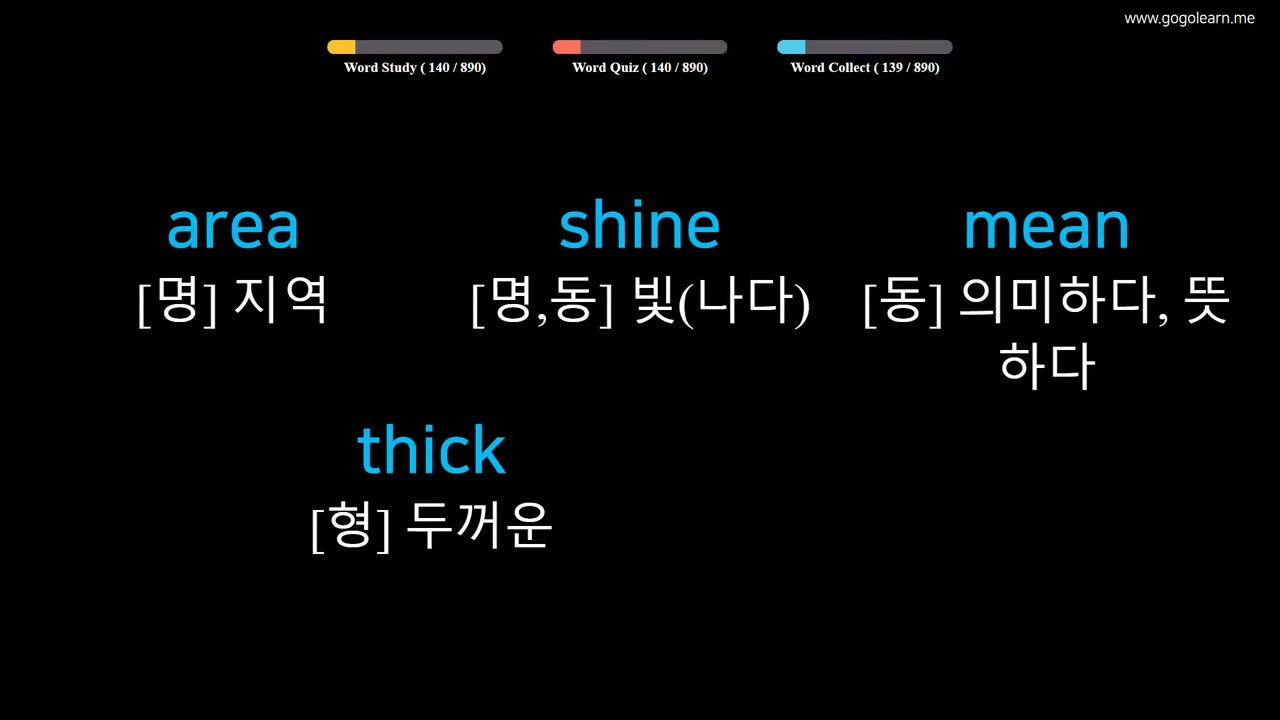 www.gogolearn.me
Word Study ( 140 / 890)
Word Quiz ( 140 / 890)
Word Collect ( 139 / 890)
area
shine
mean
[명] 지역
[명,동] 빛(나다)
[동] 의미하다, 뜻
하다
thick
[형] 두꺼운